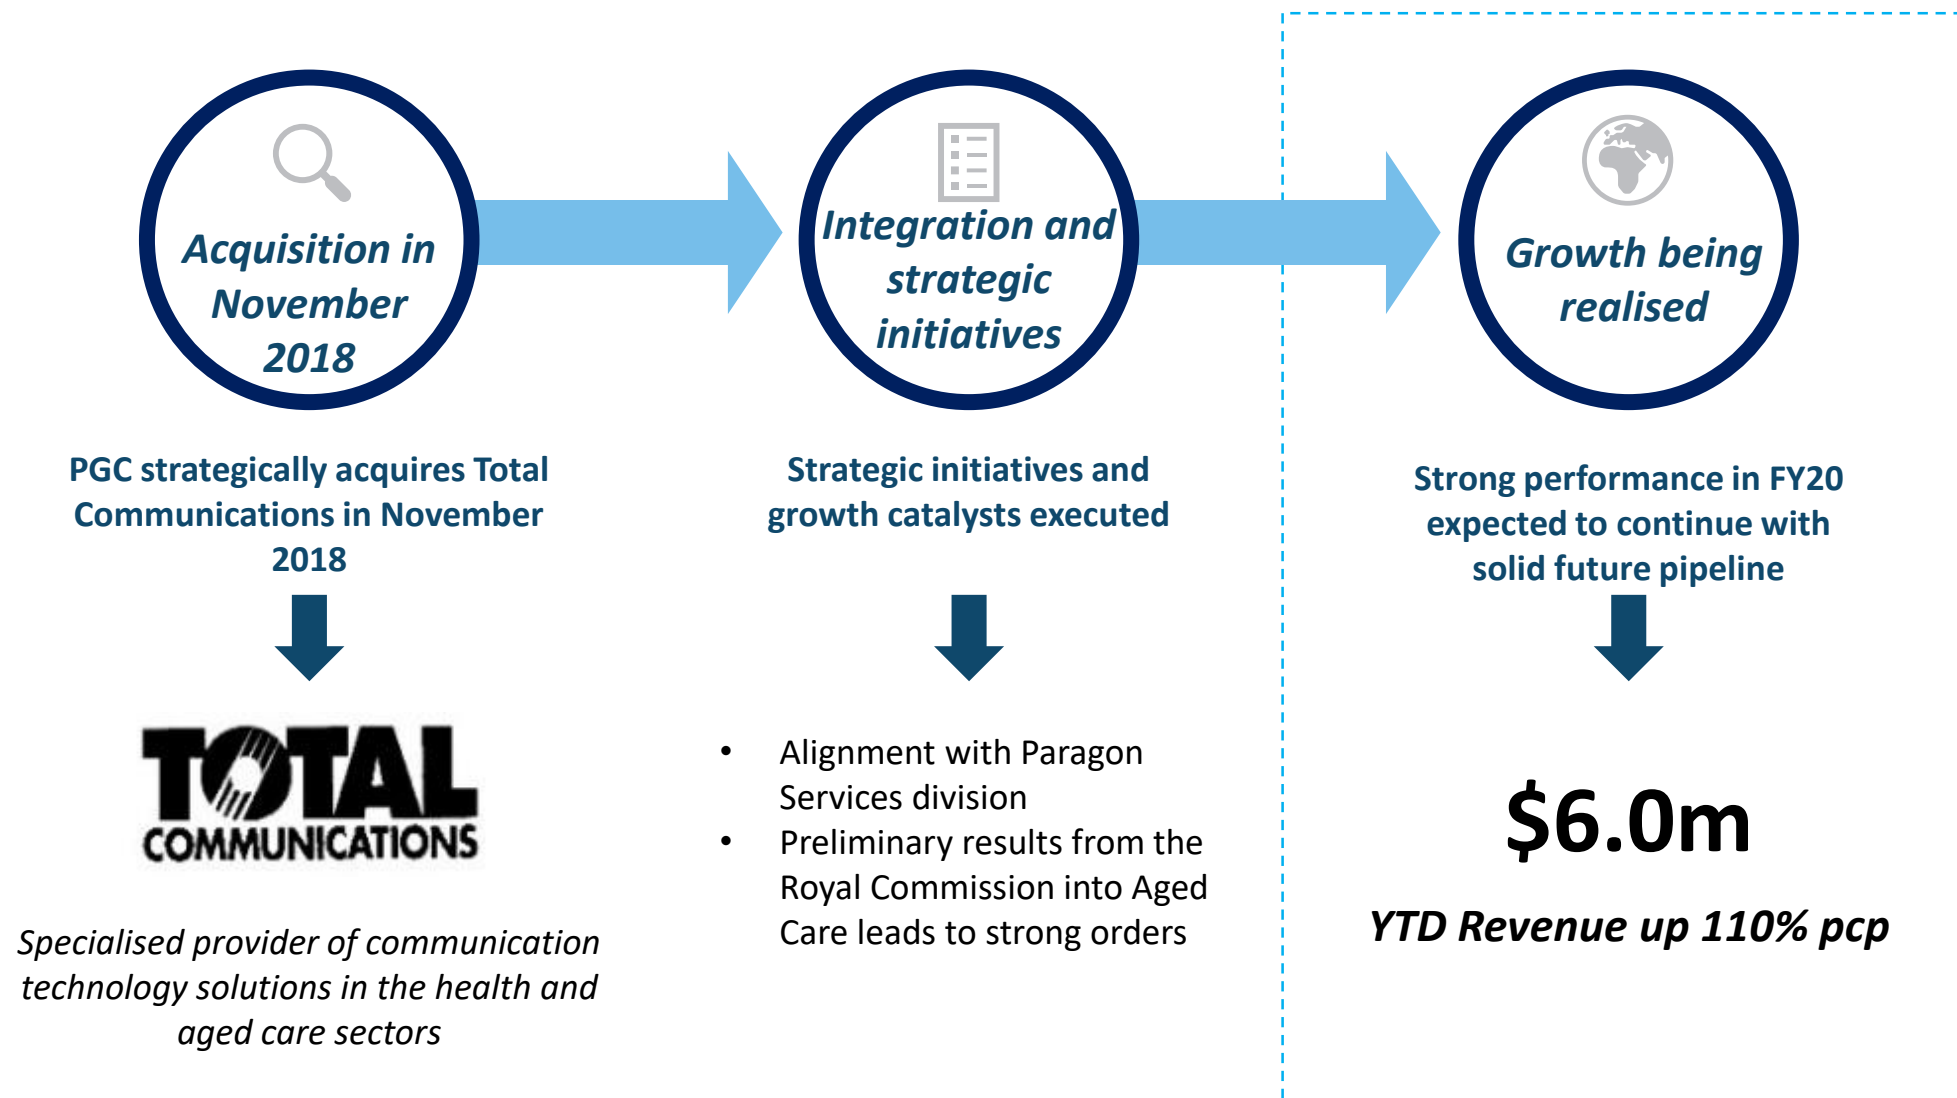 Acquisition in
November
2018
PGC strategically acquires Total
Communications in November
2018
TOTAL
COMMUNICATIONS
Specialised provider of communication
technology solutions in the health and
aged care sectors
Integration and
strategic
initiatives
Strategic initiatives and
growth catalysts executed
• Alignment with Paragon
Services division
• Preliminary results from the
Royal Commission into Aged
Care leads to strong orders
Growth being
realised
Strong performance in FY20
expected to continue with
solid future pipeline
$6.0m
YTD Revenue up 110% pcp